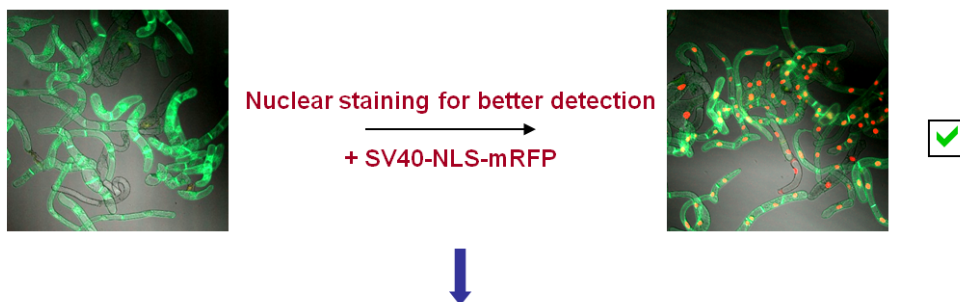 Nuclear staining for better detection
+ SV40-NLS-mRFP